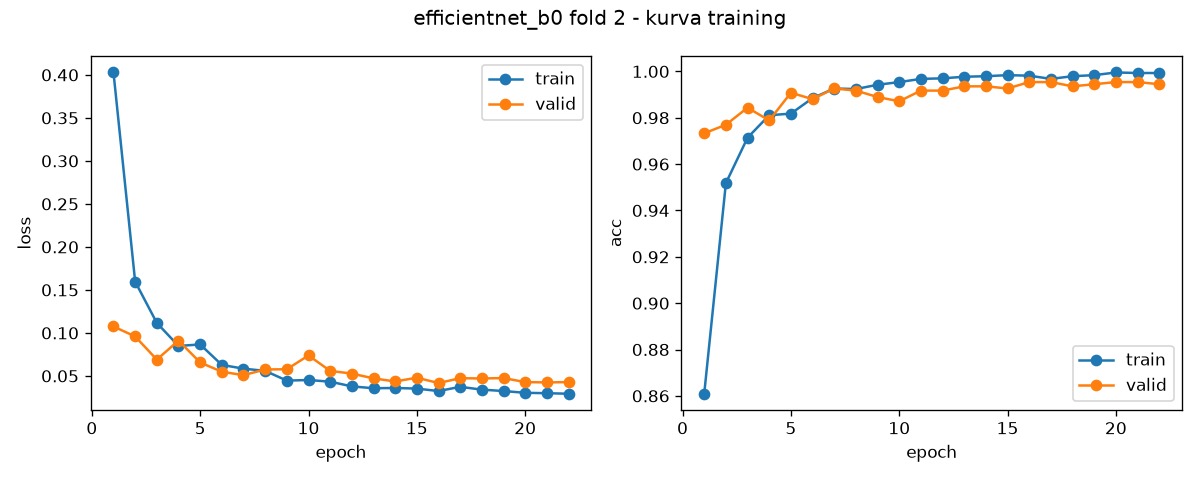 efficientnet_b0 fold 2 - kurva training
0.40
0.35
0.30
0.25
0.20
0.15
0.10
0.05
loss
train
valid
0
5
10
15
20
epoch
1.00
0.98
0.96
0.94
0.92
0.90
0.88
0.86
acc
train
valid
0
5
10
15
20
epoch